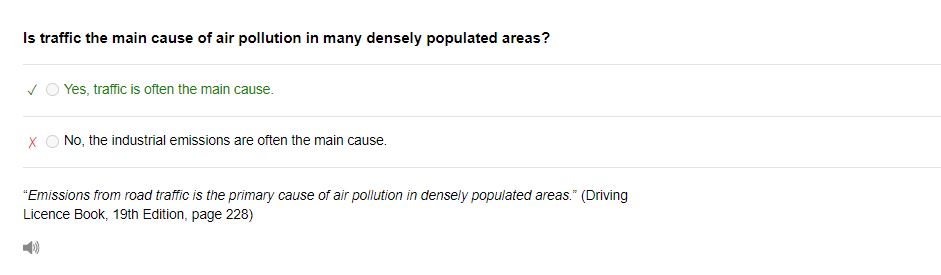 Is traffic the main cause of air pollution in many densely populated areas?
✓ Yes, traffic is often the main cause.
X No, the industrial emissions are often the main cause.
“Emissions from road traffic is the primary cause of air pollution in densely populated areas.” (Driving
Licence Book, 19th Edition, page 228)